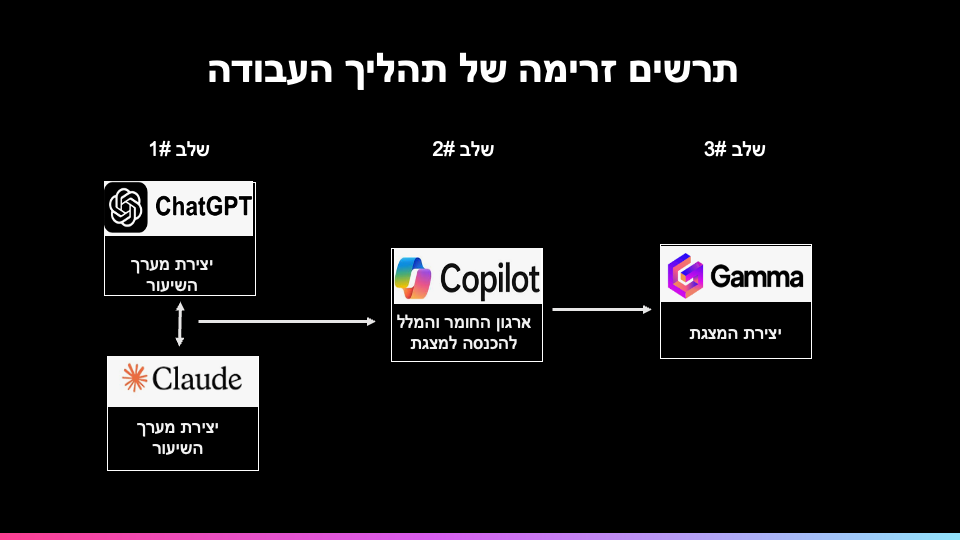 תרשים זרימה של תהליך העבודה
שלב #1
שלב #2
שלב #3
ChatGPT
יצירת מערך
השיעור
Claude
יצירת מערך
השיעור
Copilot
ארגון החומר והמלל
להכנסה למצגת
Gamma
יצירת המצגת